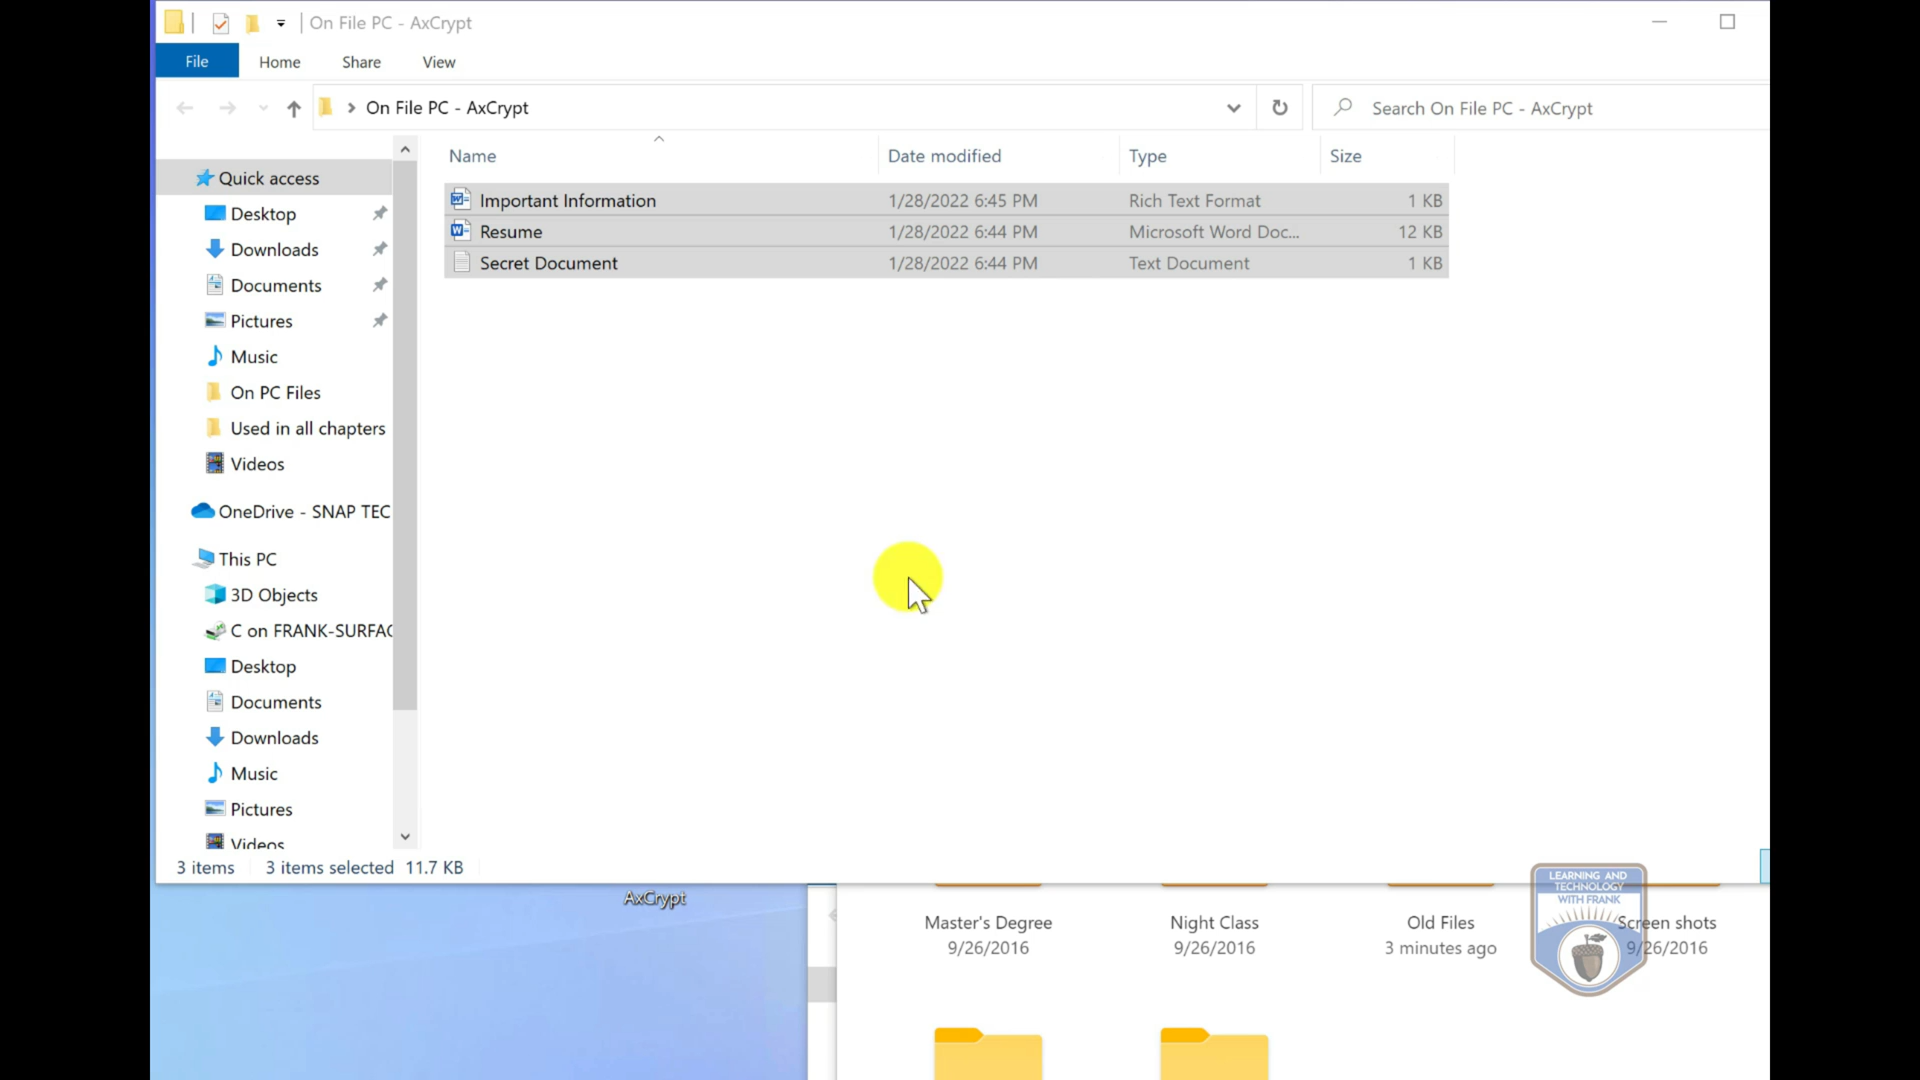 On File PC - AxCrypt
File Home Share View
On File PC - AxCrypt
Search On File PC - AxCrypt
Name Date modified Type Size
Important Information 1/28/2022 6:45 PM Rich Text Format 1 KB
Resume 1/28/2022 6:44 PM Microsoft Word Doc... 12 KB
Secret Document 1/28/2022 6:44 PM Text Document 1 KB
Quick access
Desktop
Downloads
Documents
Pictures
Music
On PC Files
Used in all chapters
Videos
OneDrive - SNAP TEC
This PC
3D Objects
C on FRANK-SURFAC
Desktop
Documents
Downloads
Music
Pictures
Videos
3 items 3 items selected 11.7 KB
AxCrypt
Master's Degree
9/26/2016
Night Class
9/26/2016
Old Files
3 minutes ago
Screen shots
9/26/2016
LEARNING AND
TECHNOLOGY
WITH FRANK